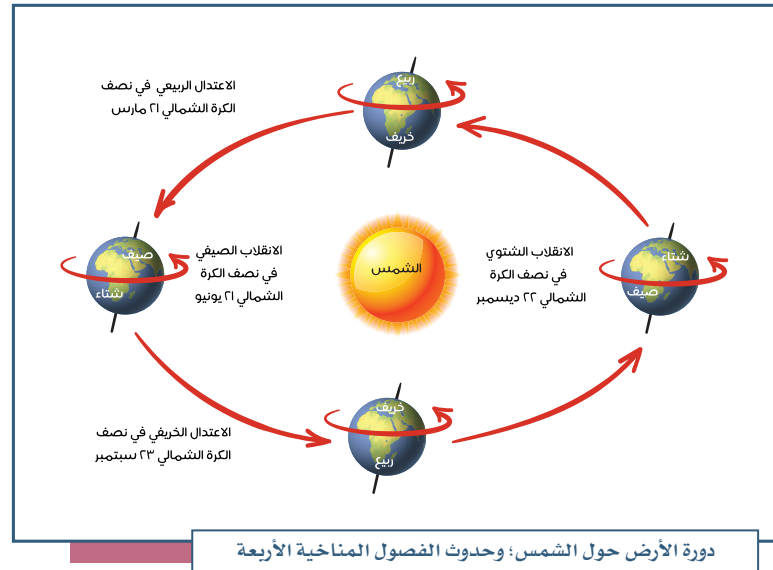 ربيع
خريف
الاعتدال الربيعي في نصف
الكرة الشمالي ٢١ مارس
شتاء
صيف
الانقلاب الشتوي
في نصف الكرة
الشمالي ٢٢ ديسمبر
الشمس
الانقلاب الصيفي
في نصف الكرة
الشمالي ٢١ يونيو
صيف
شتاء
خريف
ربيع
الاعتدال الخريفي في نصف
الكرة الشمالي ٢٣ سبتمبر
دورة الأرض حول الشمس؛ وحدوث الفصول المناخية الأربعة